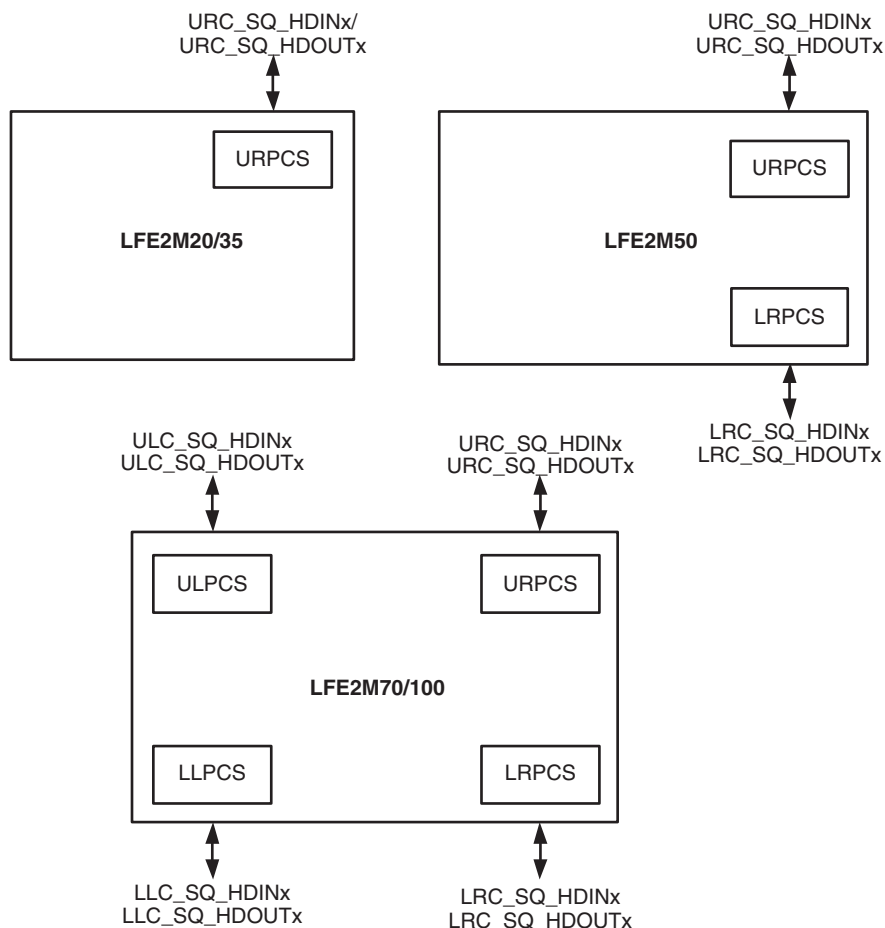 URC_SQ_HDINx/
URC_SQ_HDOUTx
URPCS
LFE2M20/35
URC_SQ_HDINx
URC_SQ_HDOUTx
URPCS
LFE2M50
LRPCS
LRC_SQ_HDINx
LRC_SQ_HDOUTx
ULC_SQ_HDINx
ULC_SQ_HDOUTx
URC_SQ_HDINx
URC_SQ_HDOUTx
ULPCS
URPCS
LFE2M70/100
LLPCS
LRPCS
LLC_SQ_HDINx
LLC_SQ_HDOUTx
LRC_SQ_HDINx
LRC_SQ_HDOUTx